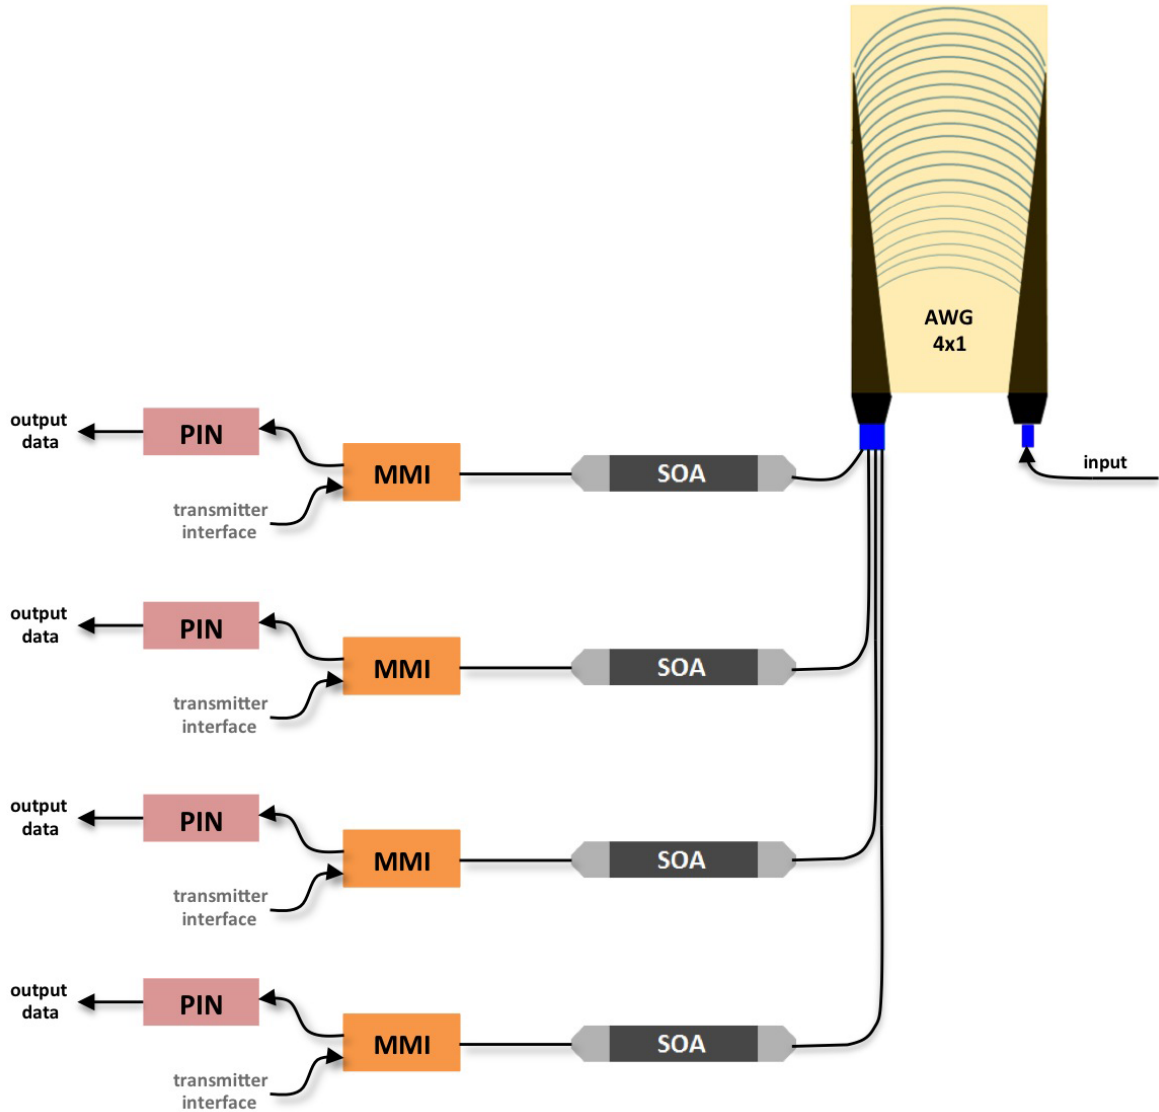 AWG
4x1
input
output
data
PIN
MMI
SOA
transmitter
interface
output
data
PIN
MMI
SOA
transmitter
interface
output
data
PIN
MMI
SOA
transmitter
interface
output
data
PIN
MMI
SOA
transmitter
interface